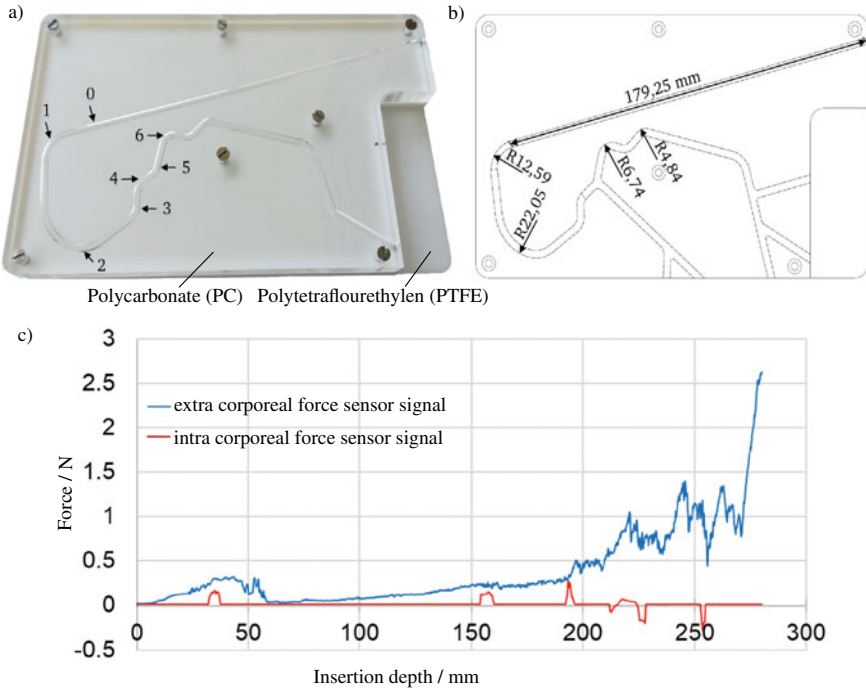 a)
0
1
6
5
4
3
2
Polycarbonate (PC) Polytetraflourethylen (PTFE)
b)
179,25 mm
R12,59
R22,05
R6,74
R4,84
c)
3
2.5
2
1.5
1
0.5
0
-0.5
Force / N
extra corporeal force sensor signal
intra corporeal force sensor signal
0 50 100 150 200 250 300
Insertion depth / mm